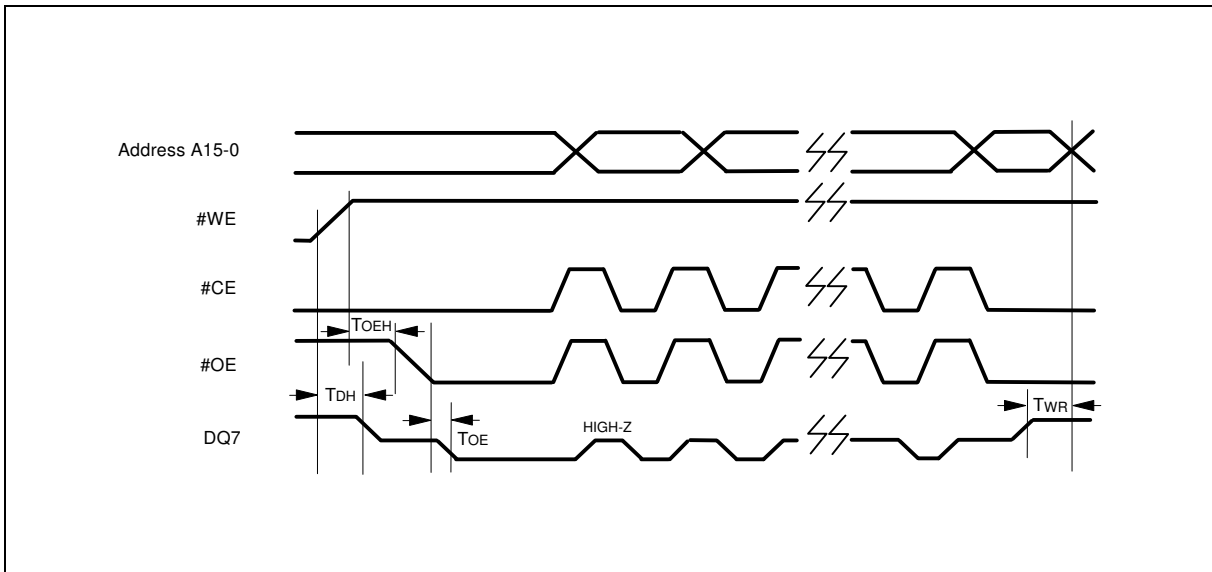 Address A15-0
#WE
#CE
TOEH
#OE
TDH
TWR
DQ7
TOE
HIGH-Z